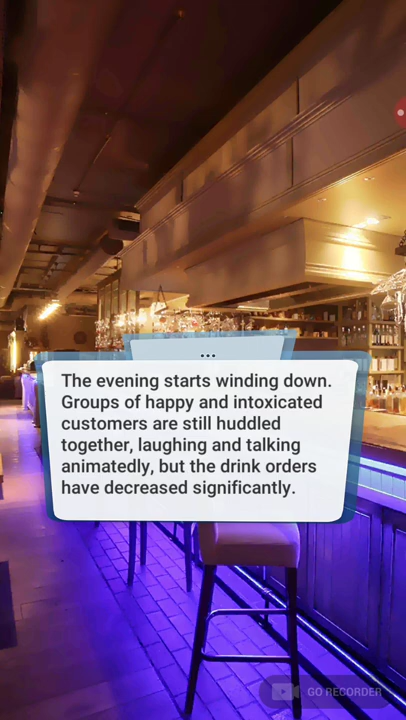 ...
The evening starts winding down.
Groups of happy and intoxicated
customers are still huddled
together, laughing and talking
animatedly, but the drink orders
have decreased significantly.
GO RECORDER